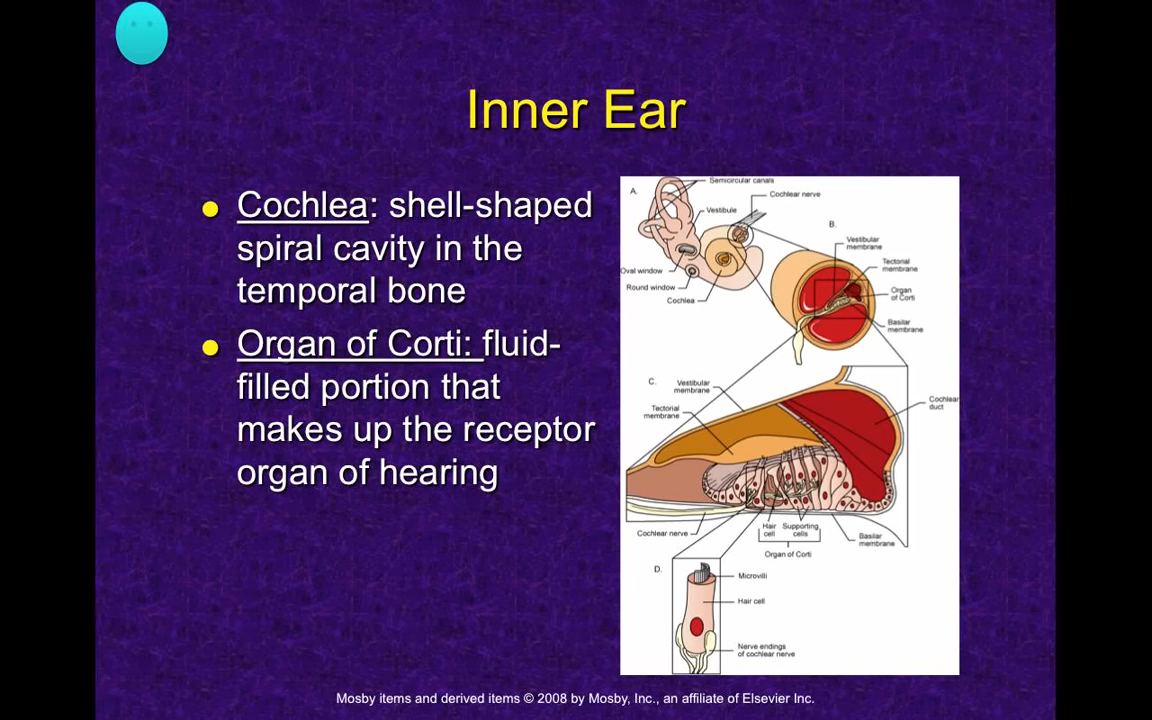 Inner Ear
Cochlea: shell-shaped
spiral cavity in the
temporal bone
Organ of Corti: fluid-
filled portion that
makes up the receptor
organ of hearing
A.
Semicircular canals
Cochlear nerve
Vestibule
Oval window
Round window
Cochlea
B.
Vestibular
membrane
Tectorial
membrane
Organ
of Corti
Basilar
membrane
C.
Vestibular
membrane
Tectorial
membrane
Cochlear
duct
Cochlear nerve
Hair
cell
Supporting
cells
Organ of Corti
Basilar
membrane
D.
Microvilli
Hair cell
Nerve endings
of cochlear nerve
Mosby items and derived items © 2008 by Mosby, Inc., an affiliate of Elsevier Inc.